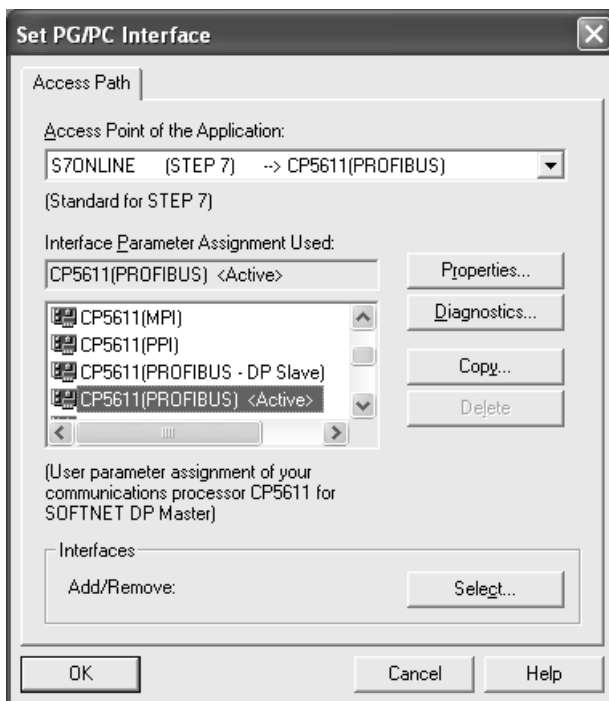 Set PG/PC Interface
Access Path
Access Point of the Application:
S7ONLINE (STEP 7) --> CP5611(PROFIBUS)
(Standard for STEP 7)
Interface Parameter Assignment Used:
CP5611(PROFIBUS) <Active>
Properties...
CP5611(MPI)
Diagnostics...
CP5611(PPI)
CP5611(PROFIBUS - DP Slave)
Copy...
CP5611(PROFIBUS) <Active>
Delete
(User parameter assignment of your
communications processor CP5611 for
SOFTNET DP Master)
Interfaces
Add/Remove:
Select...
OK
Cancel
Help